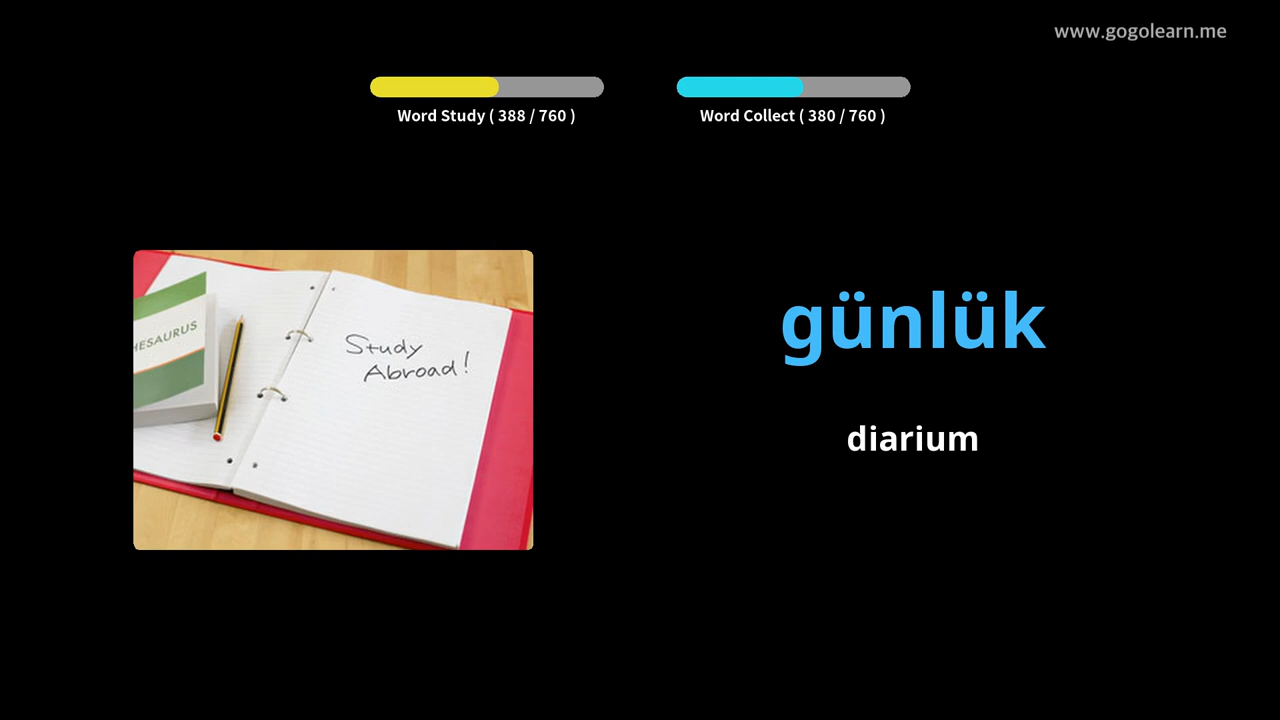 www.gogolearn.me
Word Study ( 388 / 760 )
Word Collect ( 380 / 760 )
HESAURUS
Study
Abroad!
günlük
diarium